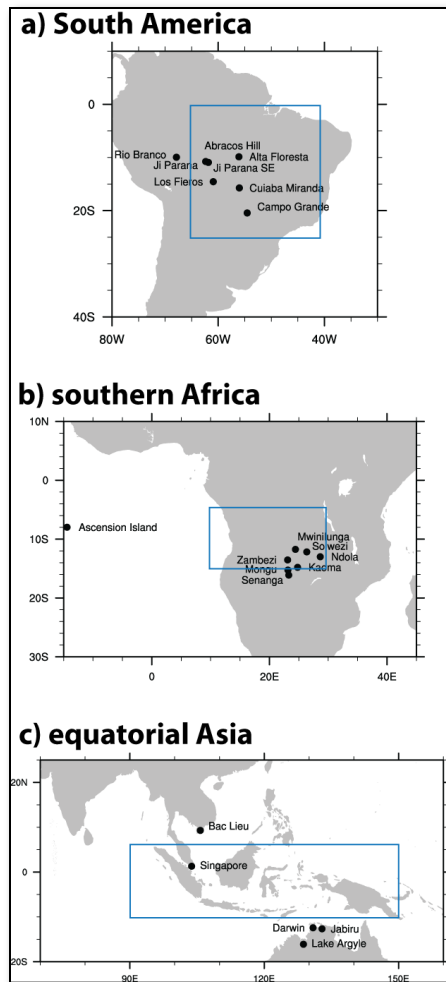 a) South America
0
20S
40S
Abracos Hill
Rio Branco
Alta Floresta
Ji Parana
Ji Parana SE
Los Fieros
Cuiaba Miranda
Campo Grande
80W 60W 40W
b) southern Africa
10N
0
10S
20S
30S
Ascension Island
Mwinilunga
Solwezi
Zambezi
Ndola
Mongu
Kaoma
Senanga
0 20E 40E
c) equatorial Asia
20N
0
20S
Bac Lieu
Singapore
Darwin
Jabiru
Lake Argyle
90E 120E 150E